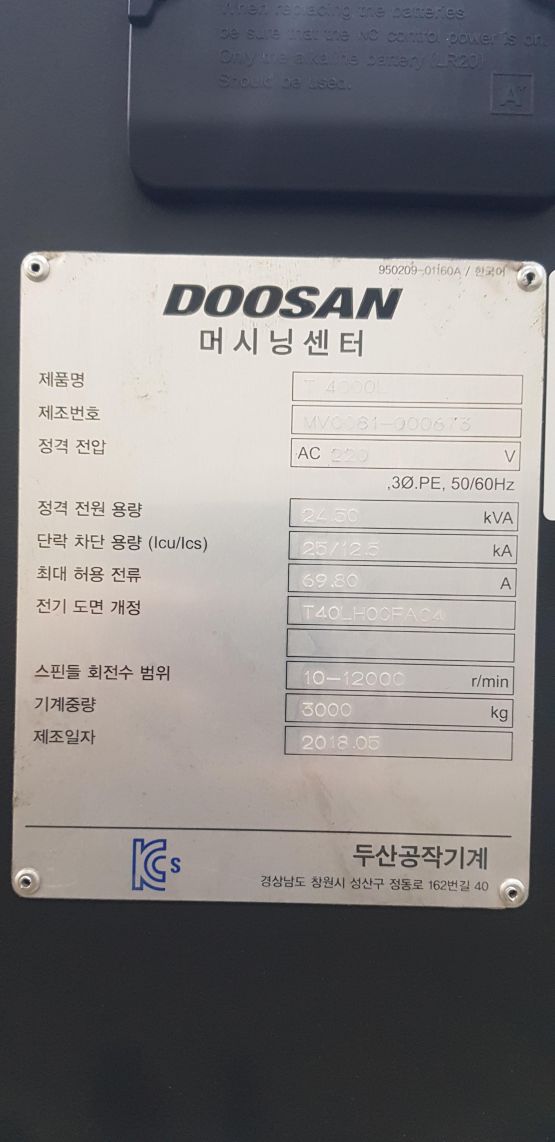 When replacing the batteries
be sure that the NC control power is on.
Only the alkaline battery (LR20)
Should be used.
950209-01160A / 한국어
DOOSAN
머시닝센터
제품명 T 4000L
제조번호 MV0081-000673
정격 전압 AC 220 V
,3Ø.PE, 50/60Hz
정격 전원 용량 24.50 kVA
단락 차단 용량 (Icu/Ics) 25/12.5 kA
최대 허용 전류 69.80 A
전기 도면 개정 T40LH00FAC4
스핀들 회전수 범위 10-12000 r/min
기계중량 3000 kg
제조일자 2018.05
KCs
두산공작기계
경상남도 창원시 성산구 정동로 162번길 40